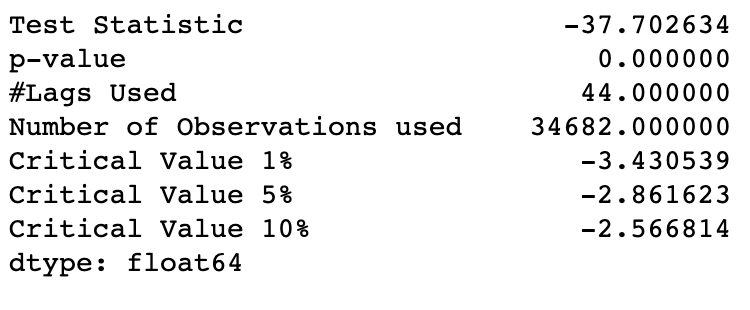 Test Statistic -37.702634
p-value 0.000000
#Lags Used 44.000000
Number of Observations used 34682.000000
Critical Value 1% -3.430539
Critical Value 5% -2.861623
Critical Value 10% -2.566814
dtype: float64